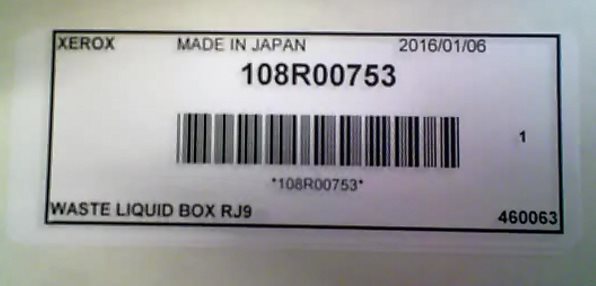 XEROX MADE IN JAPAN 2016/01/06
108R00753
1
*108R00753*
WASTE LIQUID BOX RJ9 460063